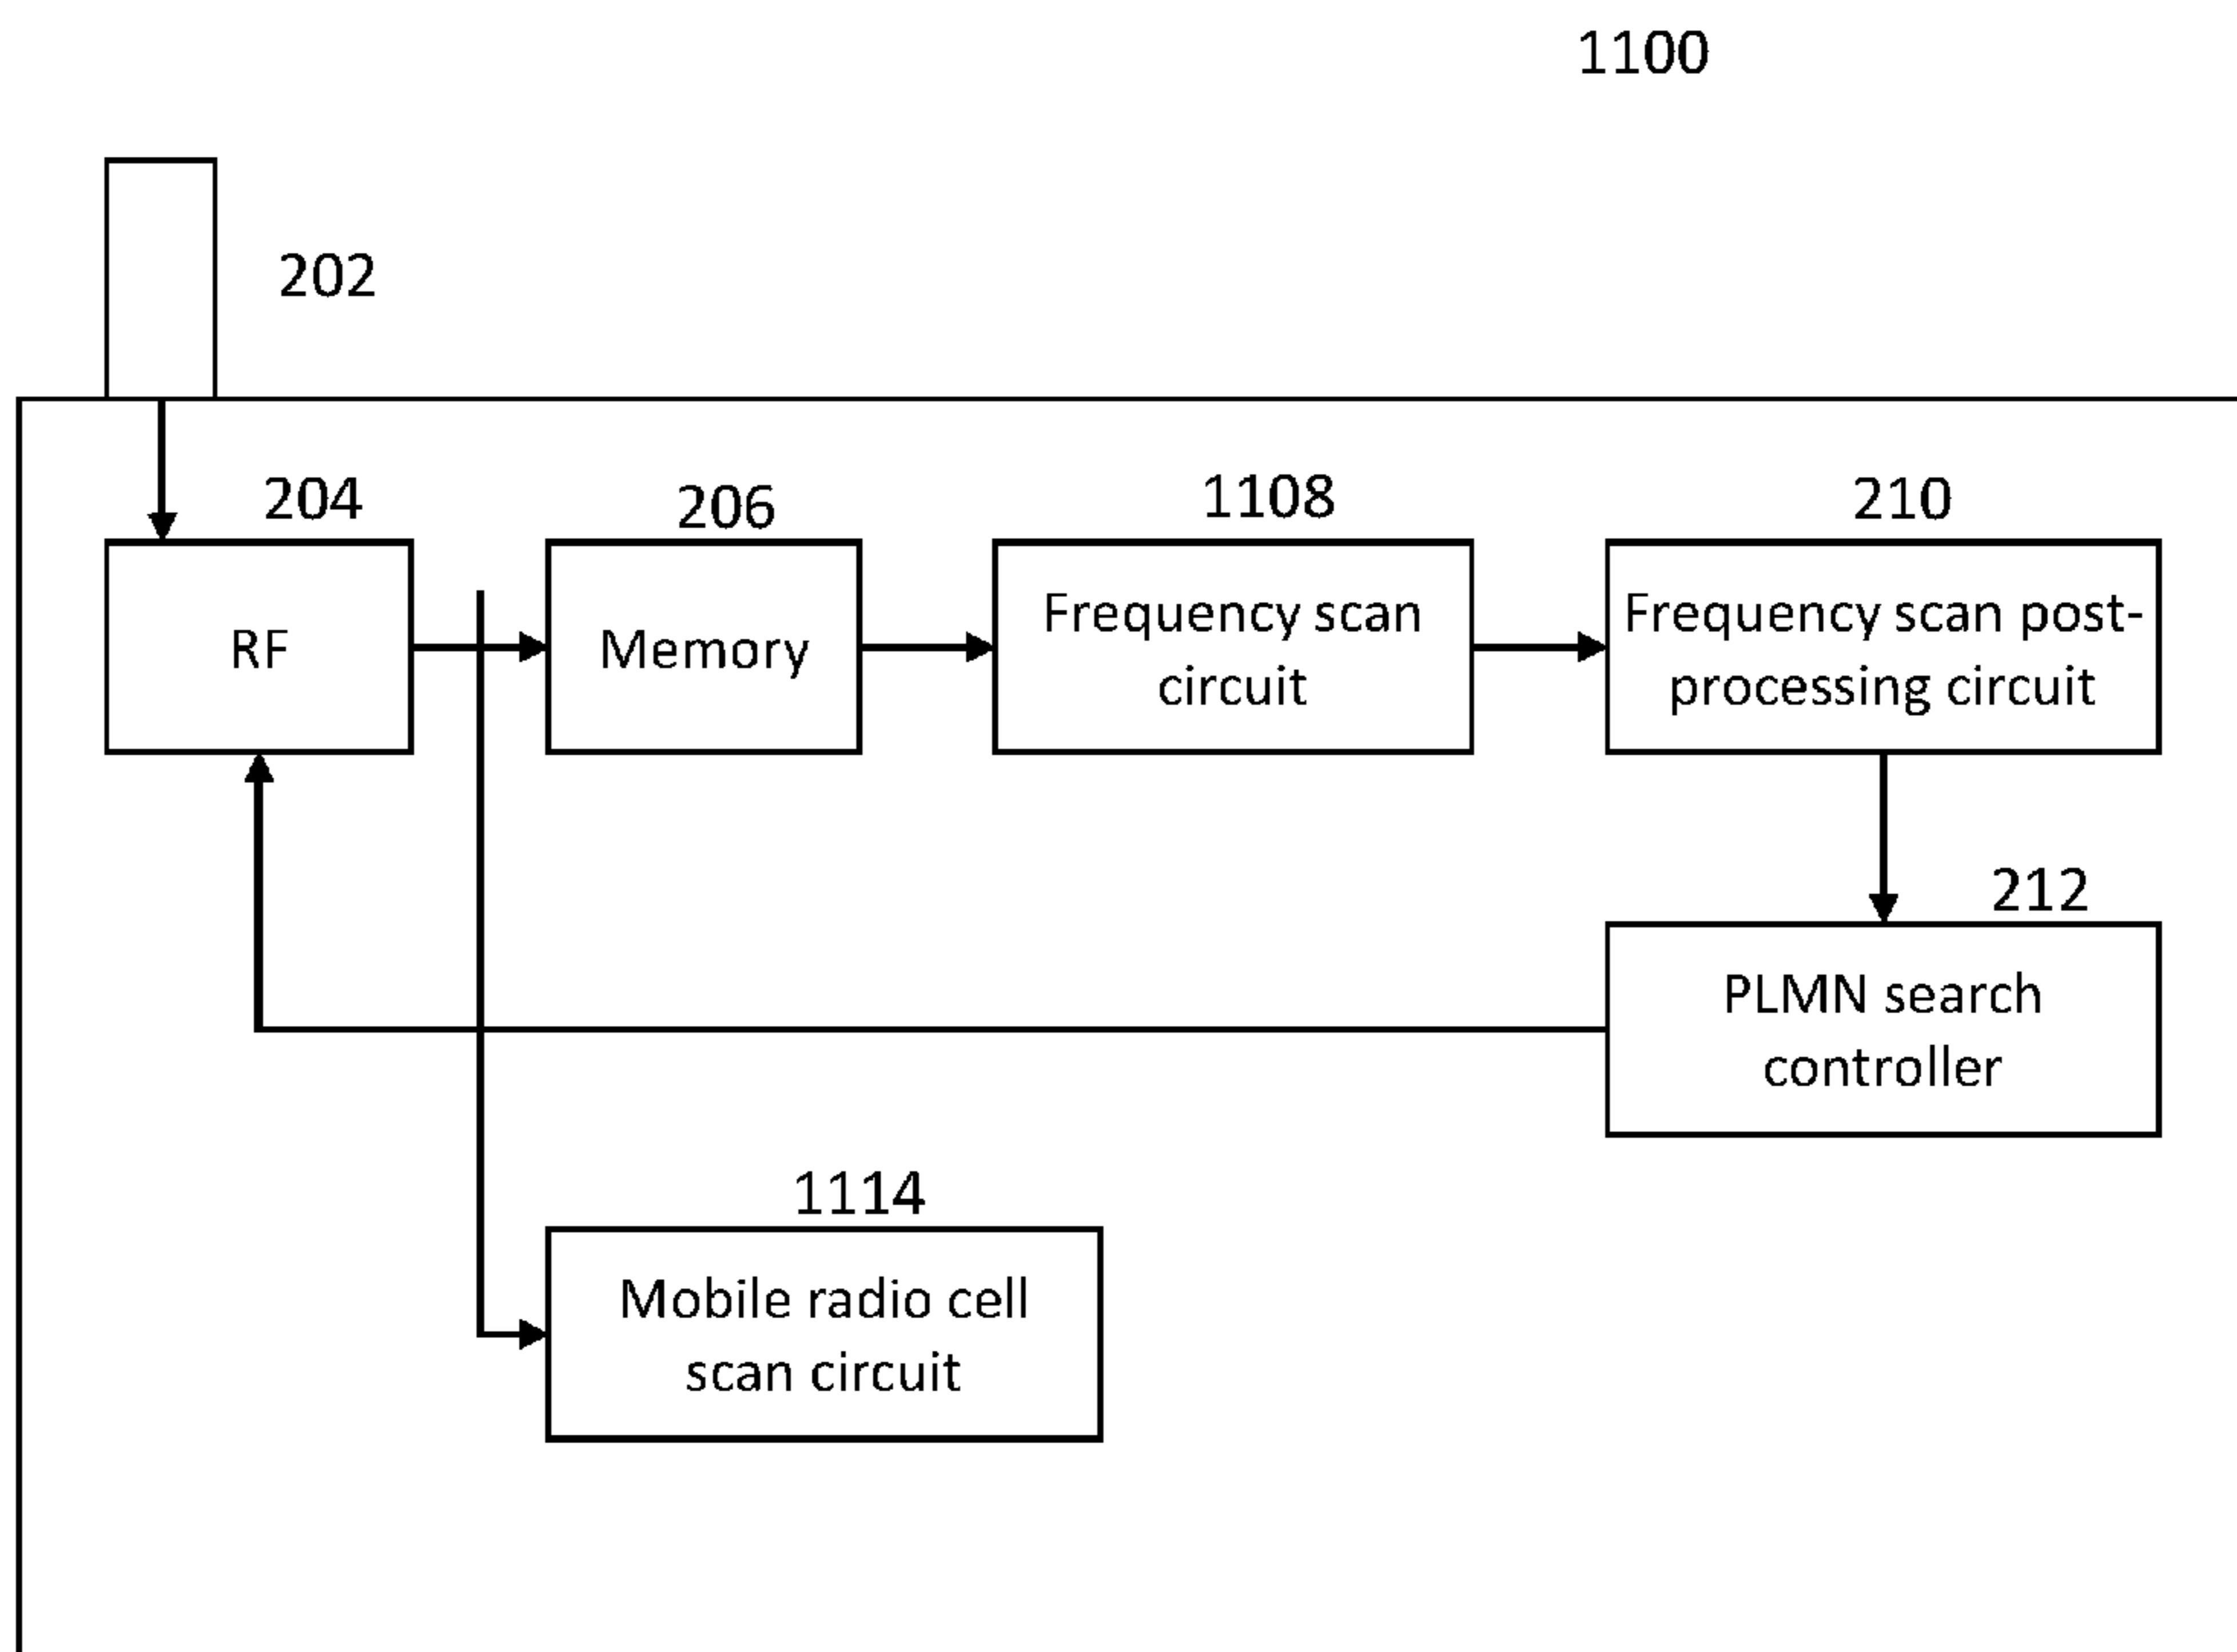 1100
202
204
206
1108
210
RF
Memory
Frequency scan
circuit
Frequency scan post-
processing circuit
212
PLMN search
controller
1114
Mobile radio cell
scan circuit